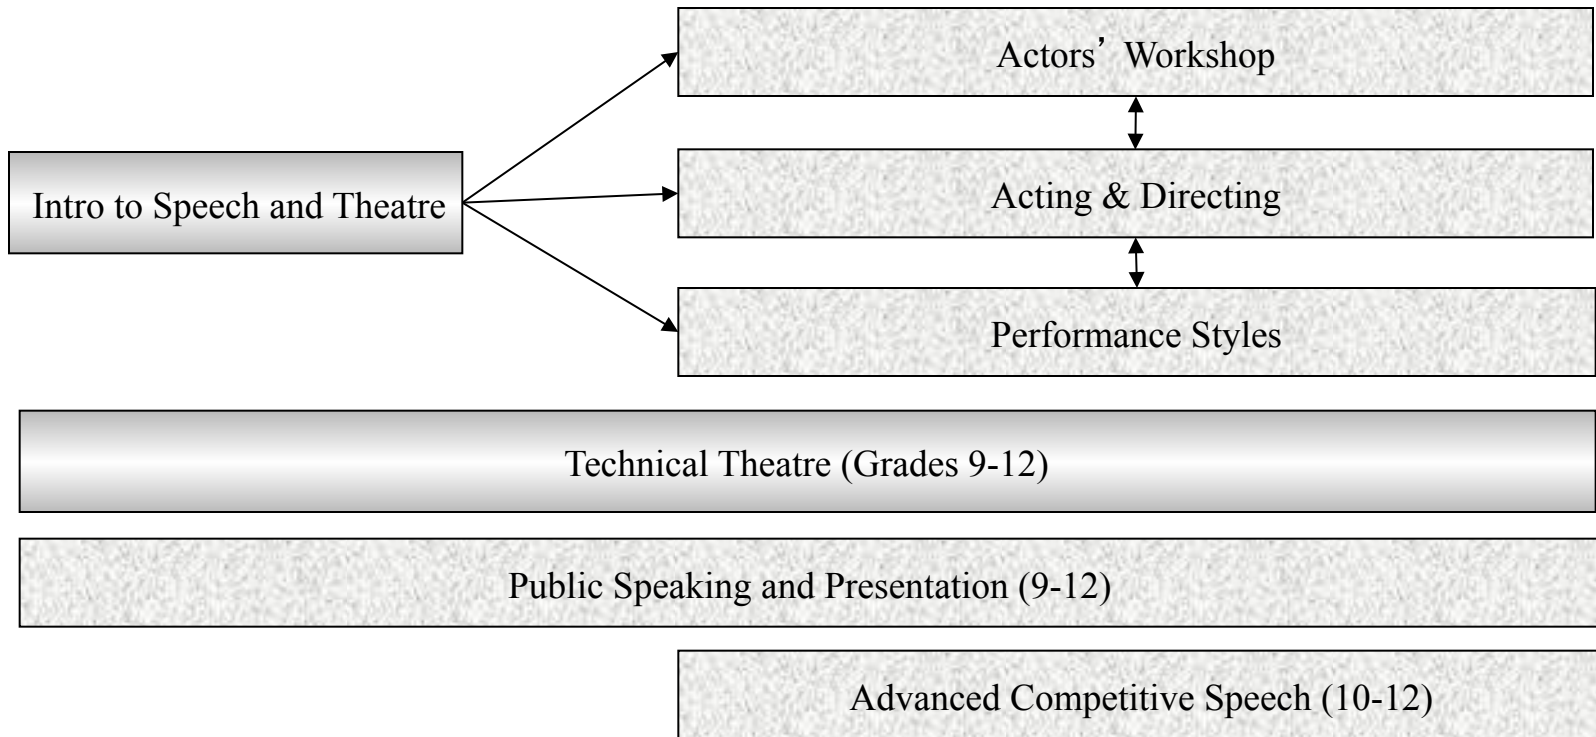 Actors’ Workshop
Intro to Speech and Theatre
Acting & Directing
Performance Styles
Technical Theatre (Grades 9-12)
Public Speaking and Presentation (9-12)
Advanced Competitive Speech (10-12)